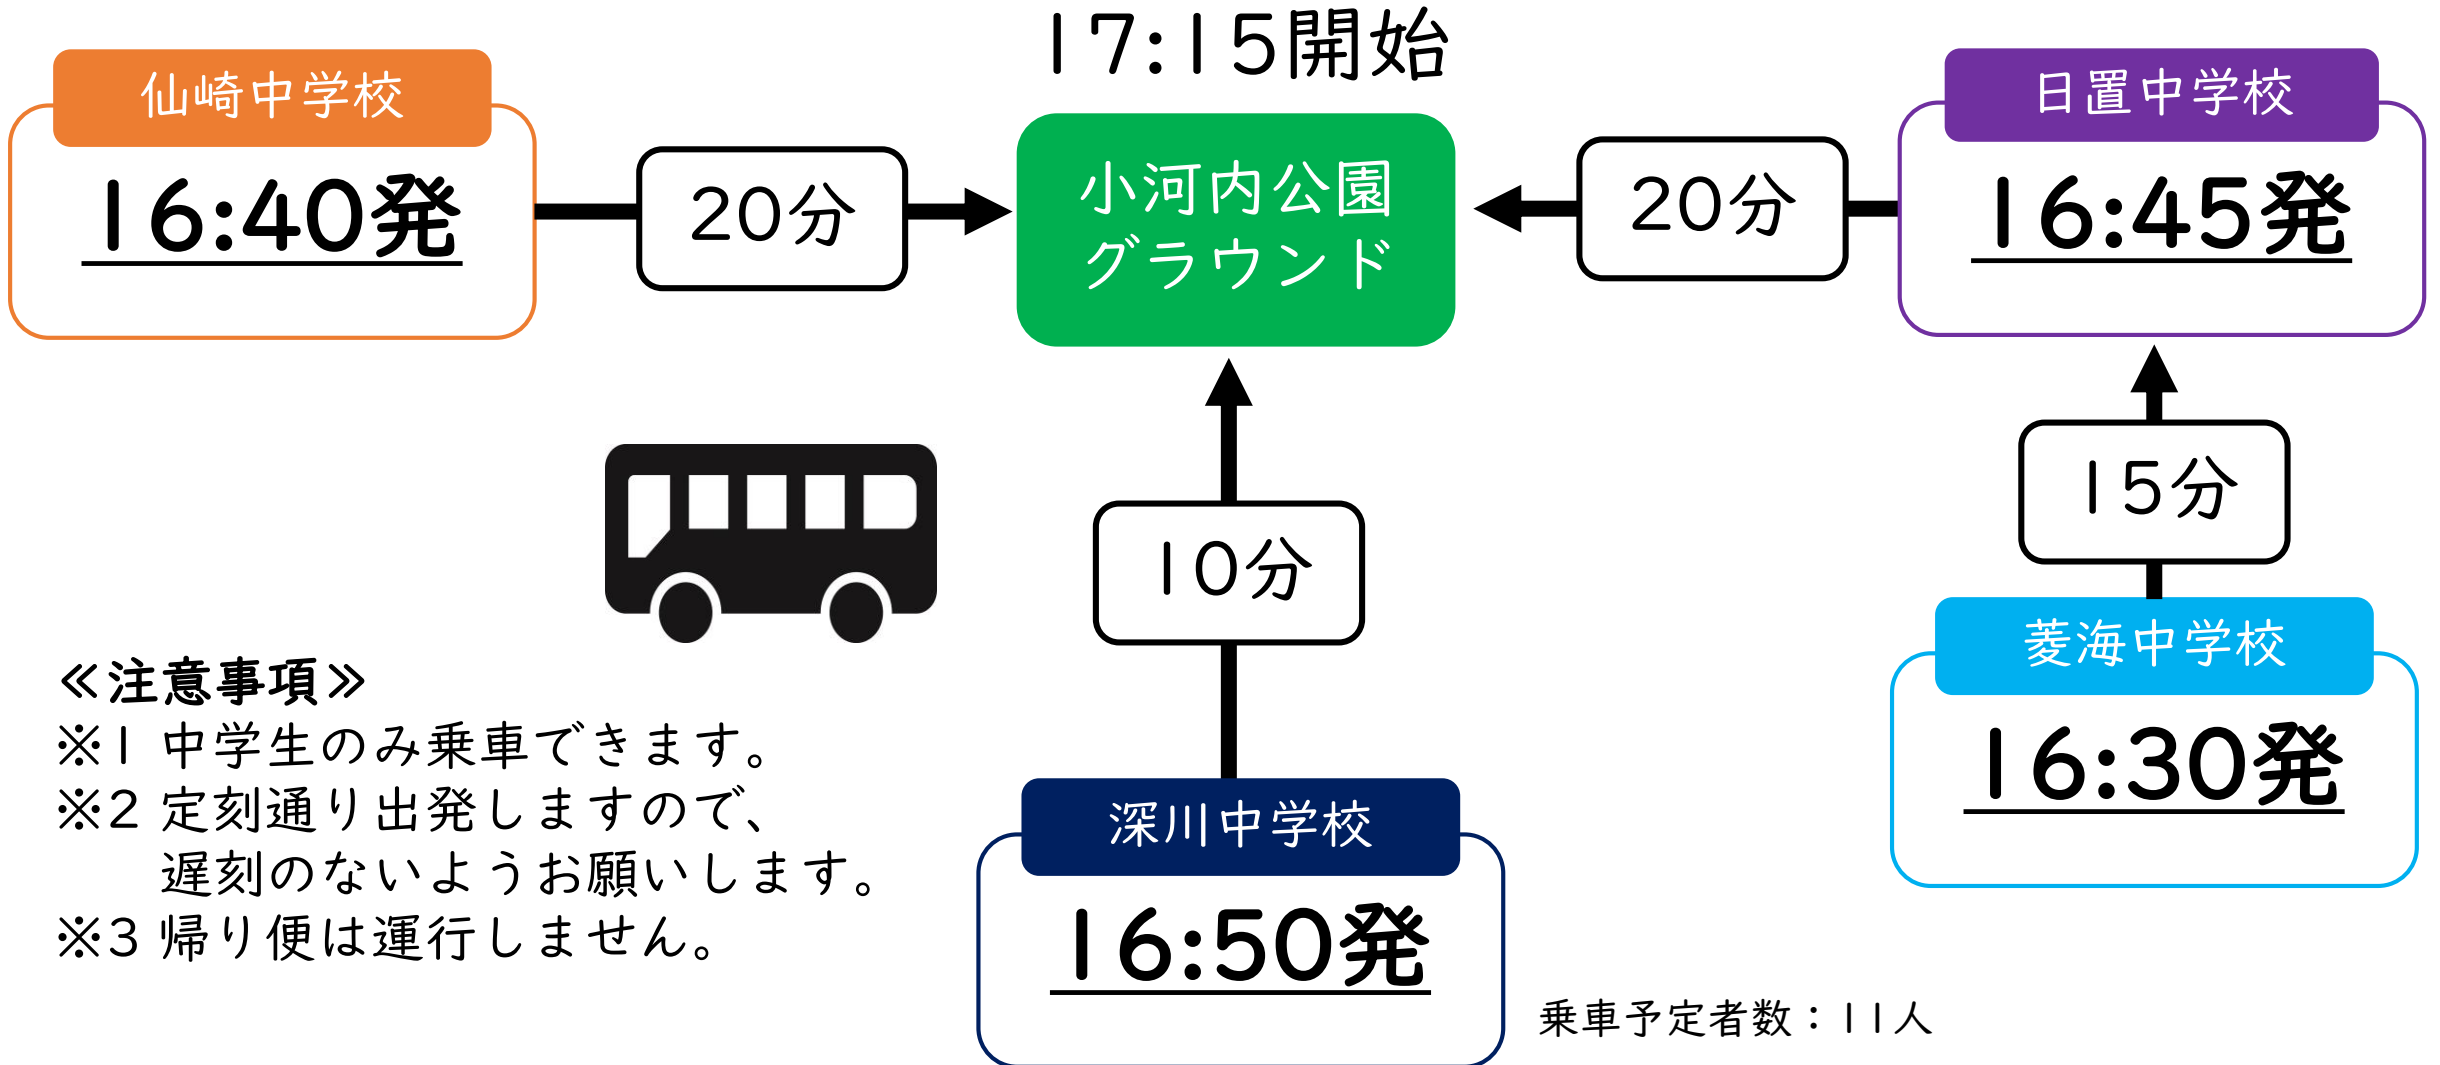 17:15開始
仙崎中学校
16:40発
20分
小河内公園
グラウンド
20分
日置中学校
16:45発
15分
菱海中学校
16:30発
10分
深川中学校
16:50発
乗車予定者数：11人
≪注意事項≫
※1 中学生のみ乗車できます。
※2 定刻通り出発しますので、
遅刻のないようお願いします。
※3 帰り便は運行しません。